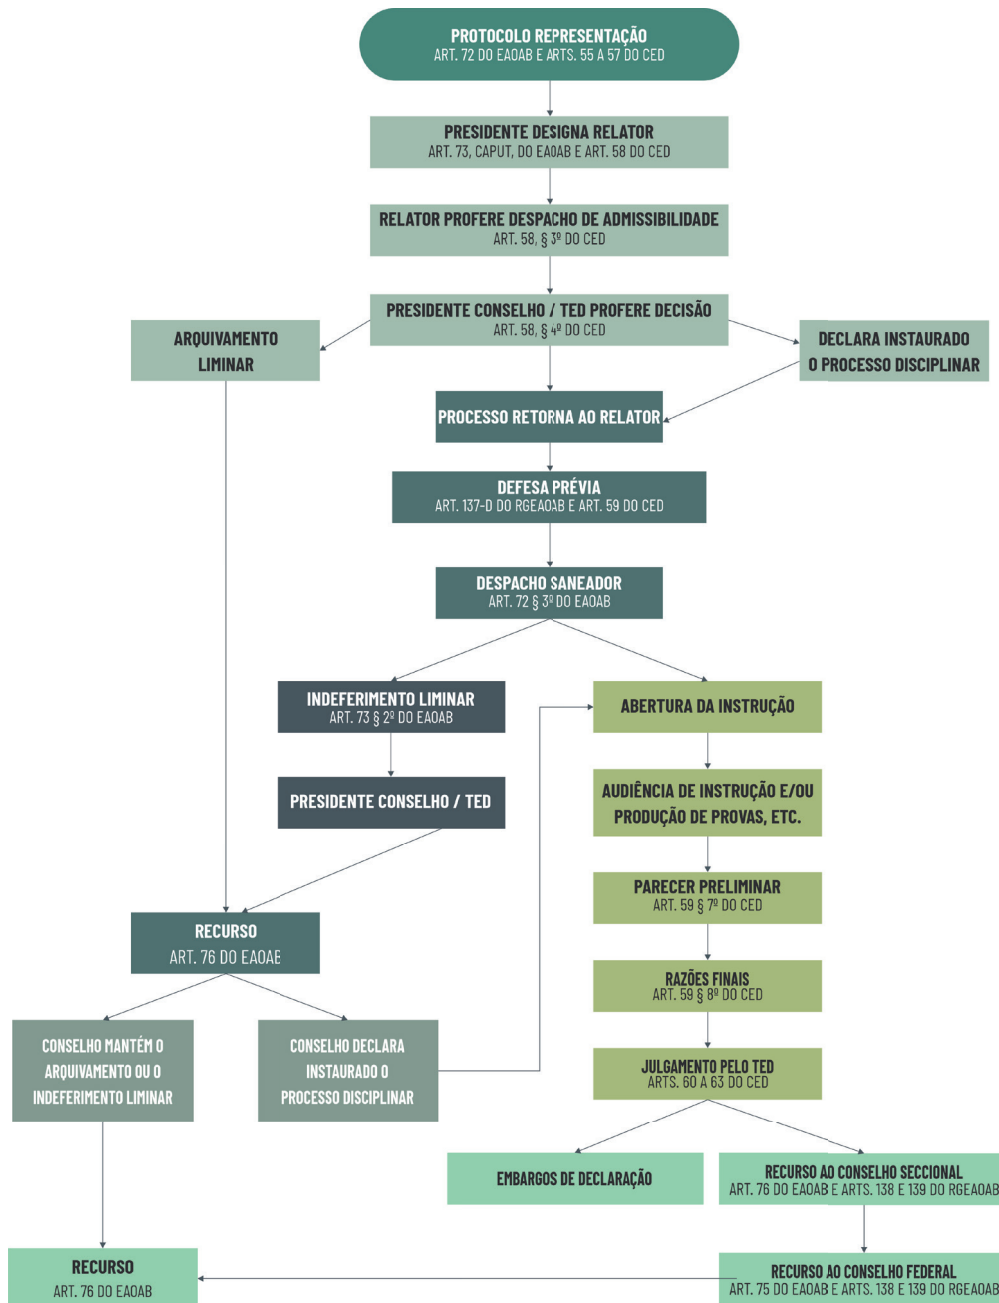 PROTOCOLO REPRESENTAÇÃO
ART. 72 DO EAOAB E ARTS. 55 A 57 DO CED
PRESIDENTE DESIGNA RELATOR
ART. 73, CAPUT, DO EAOAB E ART. 58 DO CED
RELATOR PROFERE DESPACHO DE ADMISSIBILIDADE
ART. 58, § 3º DO CED
PRESIDENTE CONSELHO / TED PROFERE DECISÃO
ART. 58, § 4º DO CED
ARQUIVAMENTO
LIMINAR
DECLARA INSTAURADO
O PROCESSO DISCIPLINAR
PROCESSO RETORNA AO RELATOR
DEFESA PRÉVIA
ART. 137-D DO RGEAOAB E ART. 59 DO CED
DESPACHO SANEADOR
ART. 72 § 3º DO EAOAB
INDEFERIMENTO LIMINAR
ART. 73 § 2º DO EAOAB
ABERTURA DA INSTRUÇÃO
PRESIDENTE CONSELHO / TED
AUDIÊNCIA DE INSTRUÇÃO E/OU
PRODUÇÃO DE PROVAS, ETC.
PARECER PRELIMINAR
ART. 59 § 7º DO CED
RECURSO
ART. 76 DO EAOAB
RAZÕES FINAIS
ART. 59 § 8º DO CED
CONSELHO MANTÉM O
ARQUIVAMENTO OU O
INDEFERIMENTO LIMINAR
CONSELHO DECLARA
INSTAURADO O
PROCESSO DISCIPLINAR
JULGAMENTO PELO TED
ARTS. 60 A 63 DO CED
EMBARGOS DE DECLARAÇÃO
RECURSO AO CONSELHO SECCIONAL
ART. 76 DO EAOAB E ARTS. 138 E 139 DO RGEAOAB
RECURSO
ART. 76 DO EAOAB
RECURSO AO CONSELHO FEDERAL
ART. 75 DO EAOAB E ARTS. 138 E 139 DO RGEAOAB